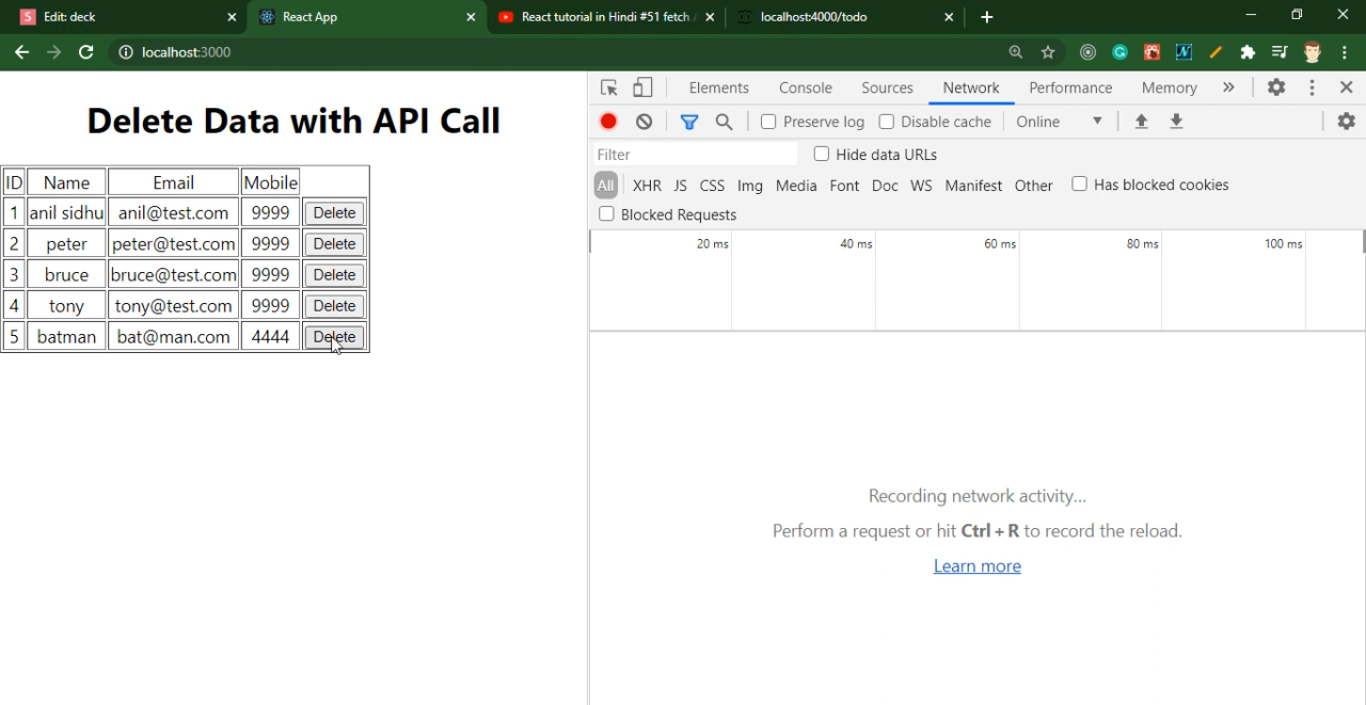 S Edit: deck
React App
React tutorial in Hindi #51 fetch
localhost:4000/todo
localhost:3000
Delete Data with API Call
ID Name Email Mobile
1 anil sidhu anil@test.com 9999 Delete
2 peter peter@test.com 9999 Delete
3 bruce bruce@test.com 9999 Delete
4 tony tony@test.com 9999 Delete
5 batman bat@man.com 4444 Delete
Elements Console Sources Network Performance Memory »
Preserve log Disable cache Online
Filter Hide data URLs
All XHR JS CSS Img Media Font Doc WS Manifest Other Has blocked cookies
Blocked Requests
20 ms 40 ms 60 ms 80 ms 100 ms
Recording network activity...
Perform a request or hit Ctrl + R to record the reload.
Learn more